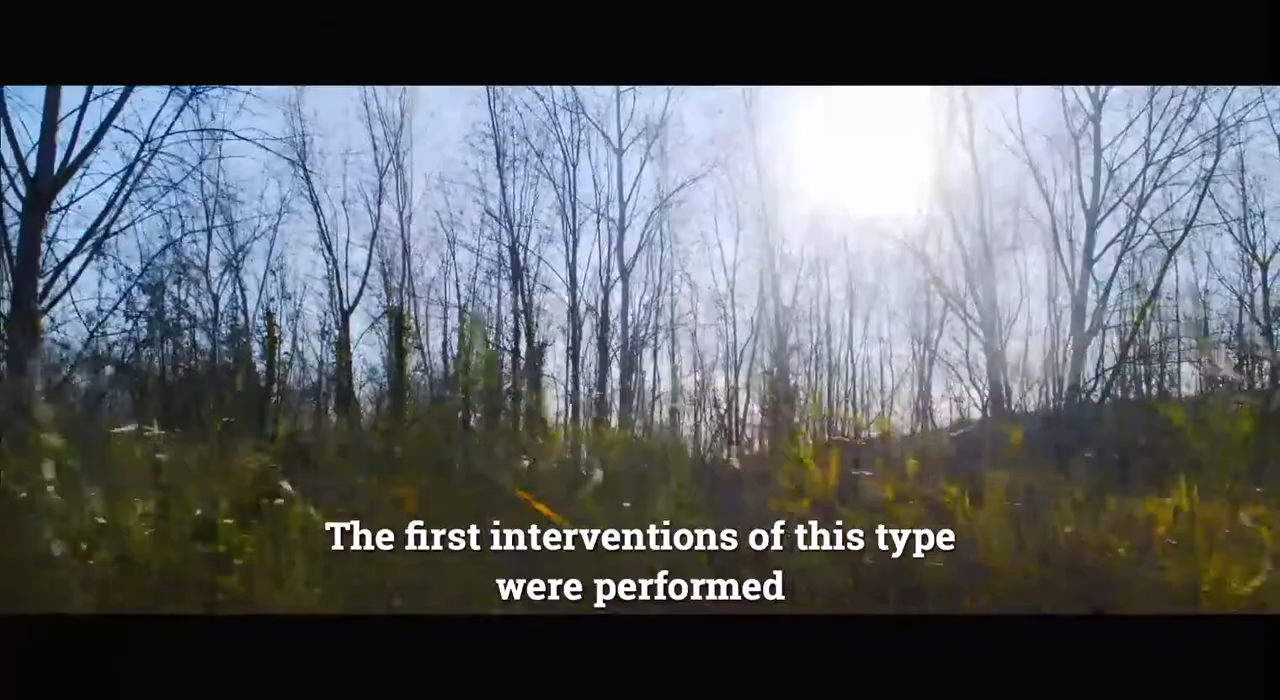 The first interventions of this type
were performed